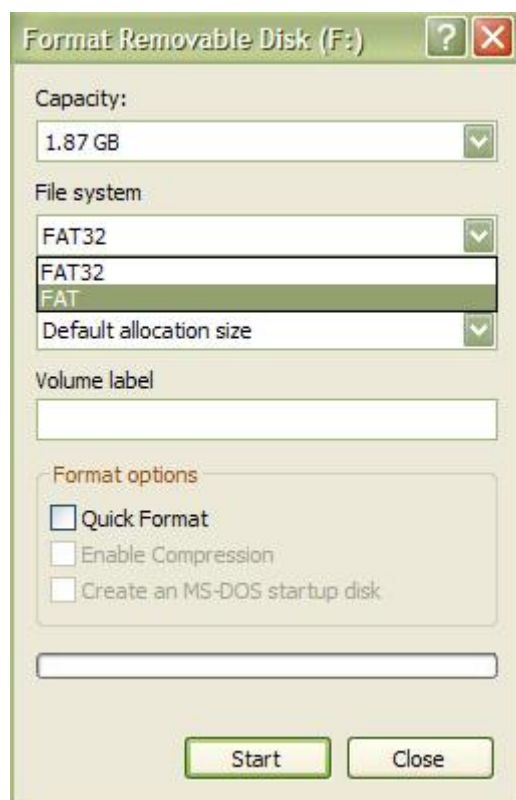 Format Removable Disk (F:)
Capacity:
1.87 GB
File system
FAT32
FAT32
FAT
Default allocation size
Volume label
Format options
Quick Format
Enable Compression
Create an MS-DOS startup disk
Start
Close